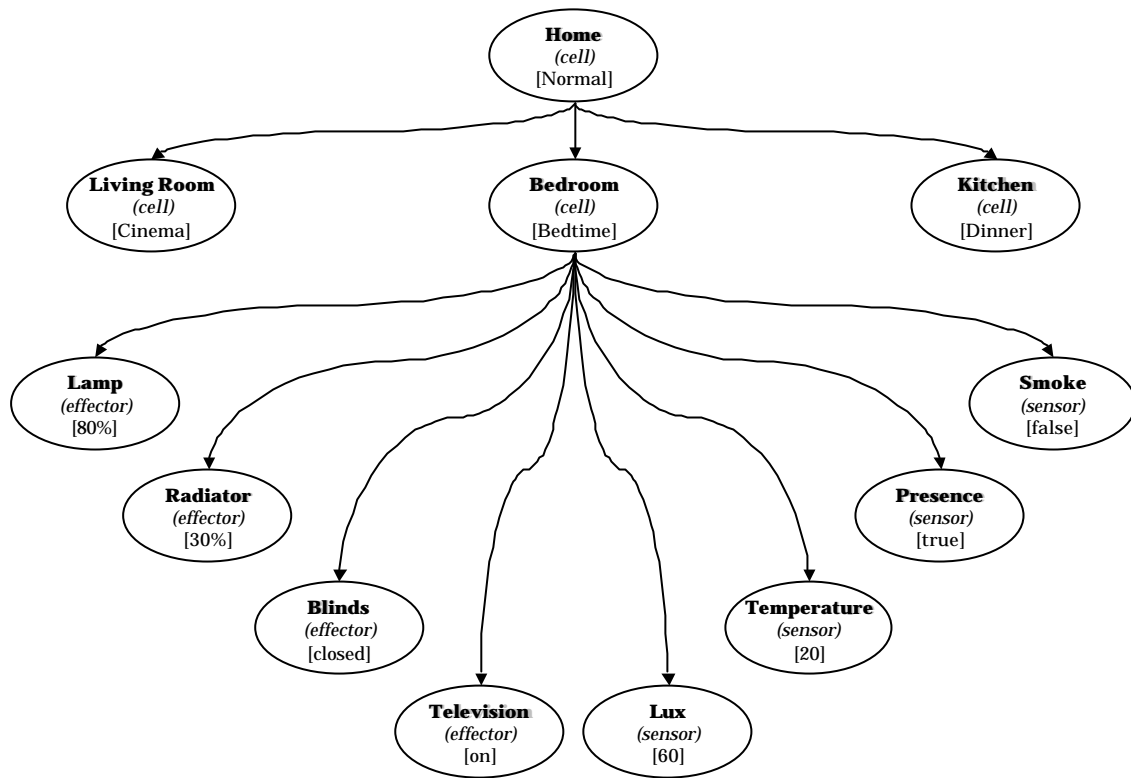 Home
(cell)
[Normal]
Living Room
(cell)
[Cinema]
Bedroom
(cell)
[Bedtime]
Kitchen
(cell)
[Dinner]
Lamp
(effector)
[80%]
Smoke
(sensor)
[false]
Radiator
(effector)
[30%]
Presence
(sensor)
[true]
Blinds
(effector)
[closed]
Temperature
(sensor)
[20]
Television
(effector)
[on]
Lux
(sensor)
[60]